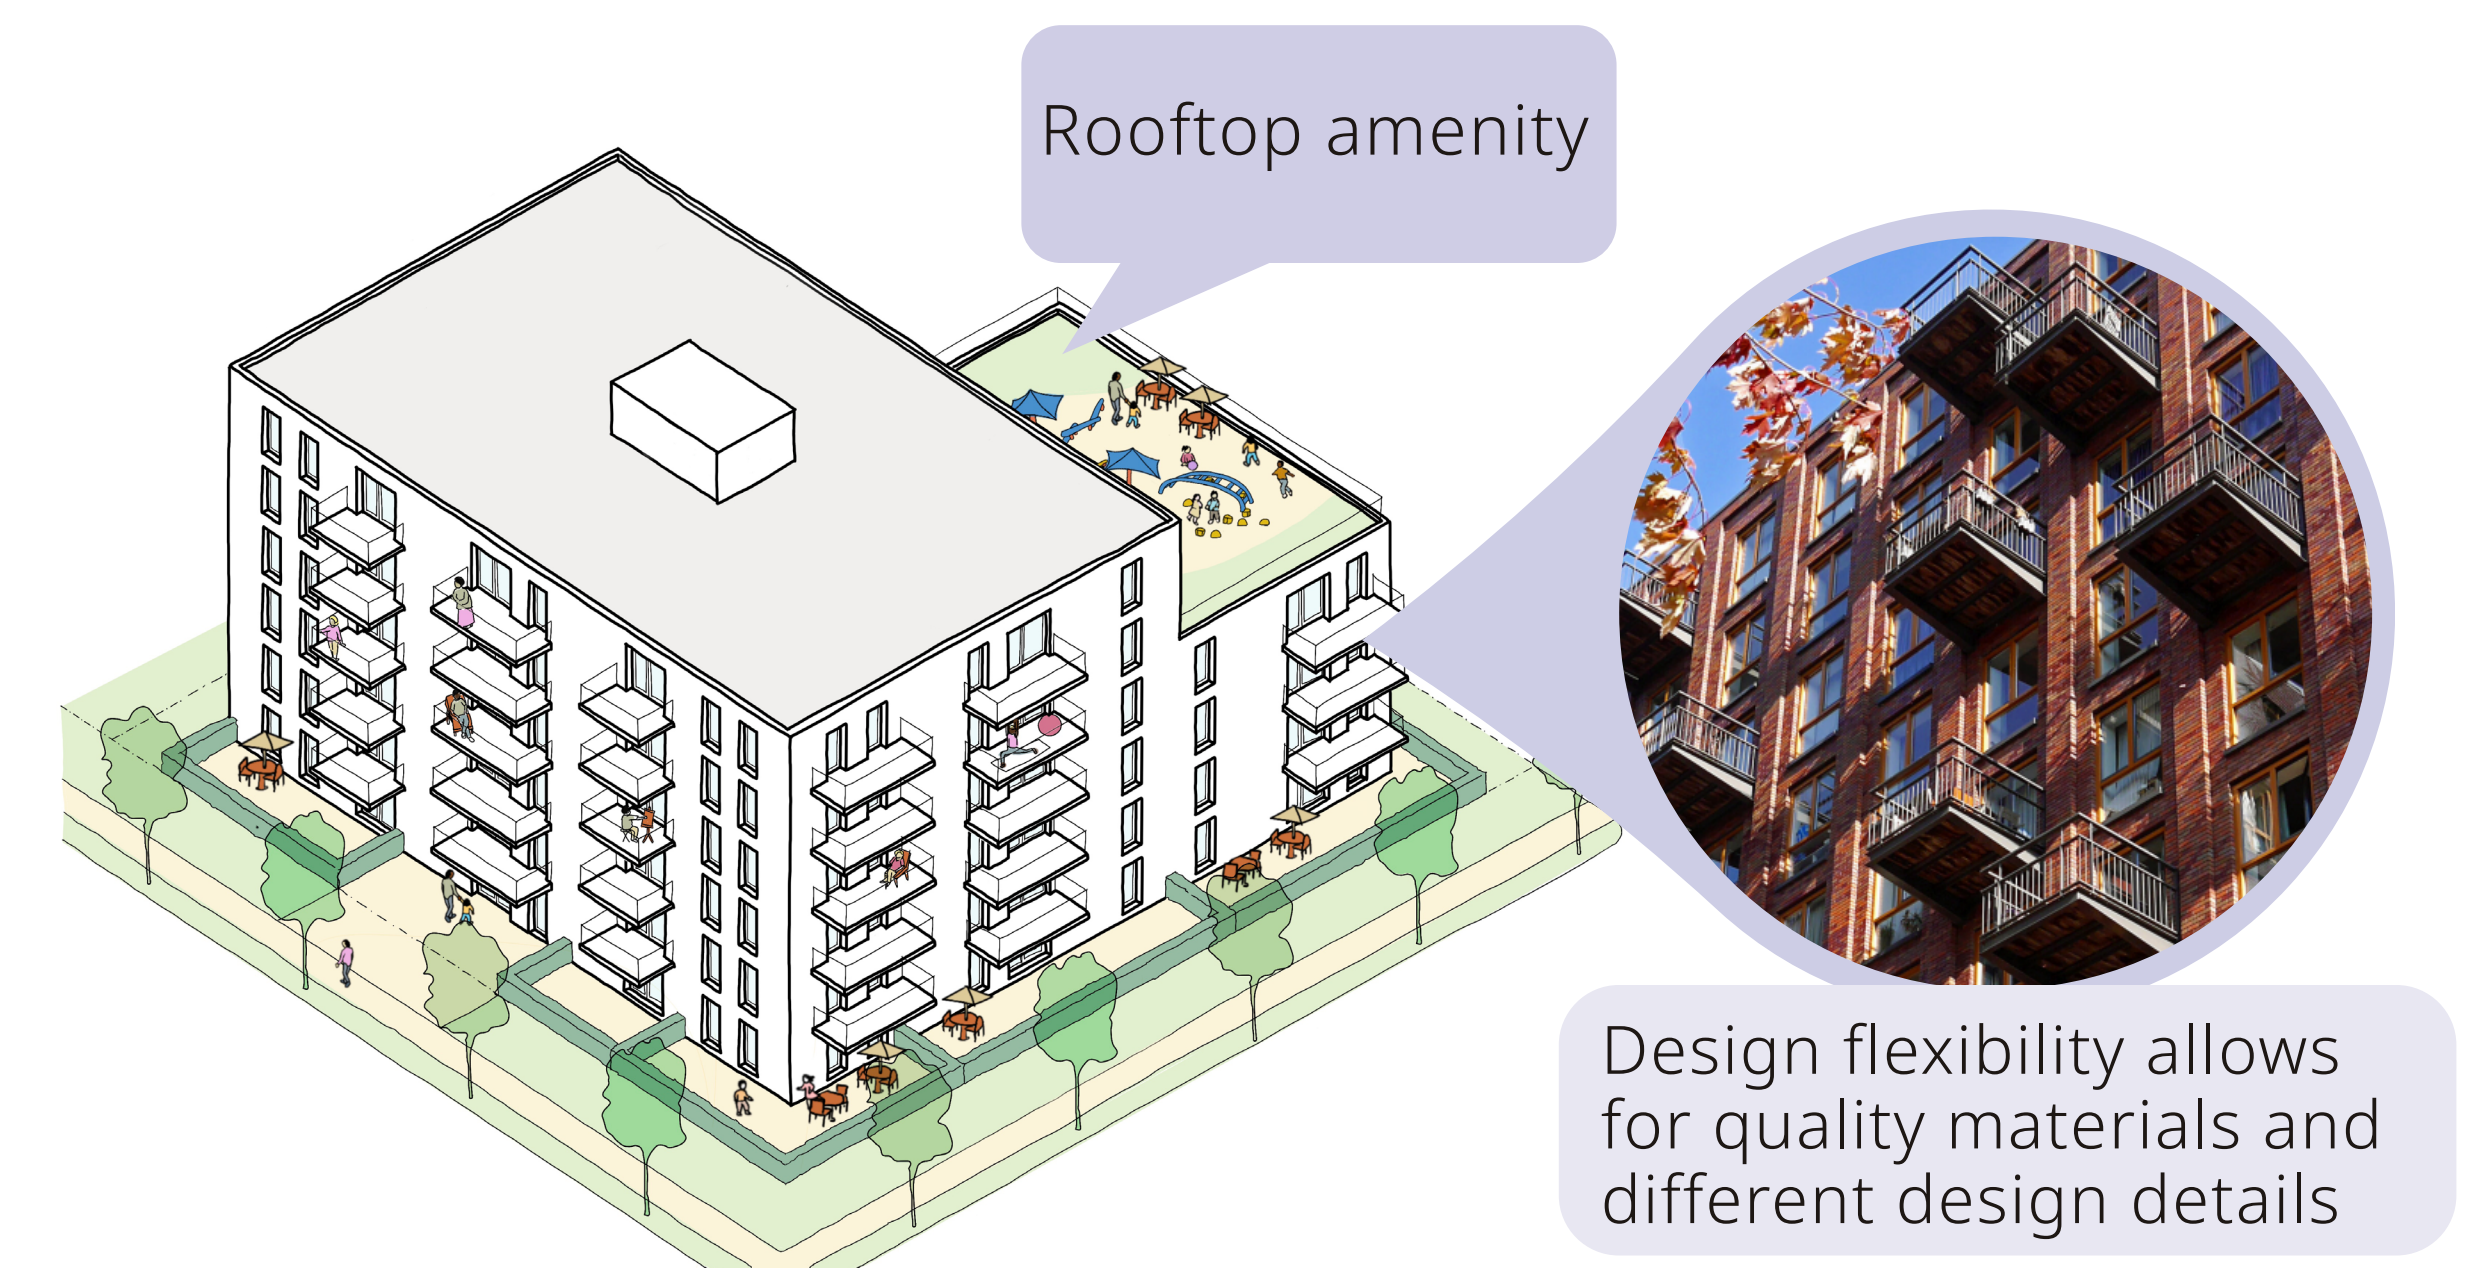 Rooftop amenity
Design flexibility allows
for quality materials and
different design details